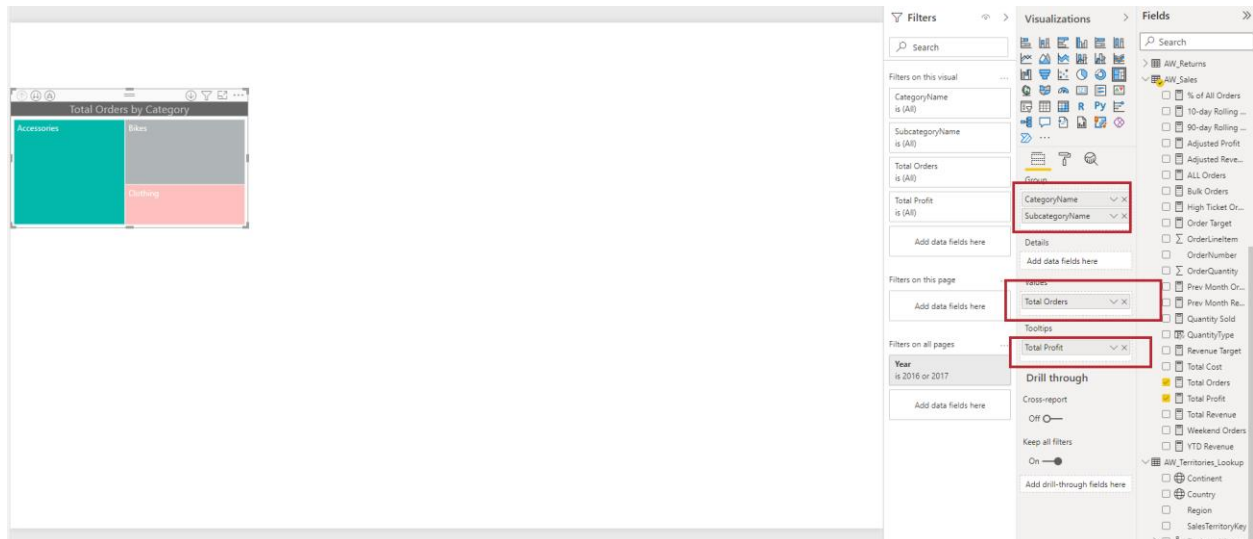 Total Orders by Category
Accessories
Bikes
Clothing
Filters
Search
Filters on this visual
...
CategoryName
is (All)
SubcategoryName
is (All)
Total Orders
is (All)
Total Profit
is (All)
Add data fields here
Filters on this page
Add data fields here
Filters on all pages
...
Year
is 2016 or 2017
Add data fields here
Visualizations
R
Py
...
Group
CategoryName
SubcategoryName
Details
Add data fields here
Values
Total Orders
Tooltips
Total Profit
Drill through
Cross-report
Off
Keep all filters
On
Add drill-through fields here
Fields
Search
AW_Returns
AW_Sales
% of All Orders
10-day Rolling ...
90-day Rolling ...
Adjusted Profit
Adjusted Reve...
ALL Orders
Bulk Orders
High Ticket Or...
Order Target
OrderLineItem
OrderNumber
OrderQuantity
Prev Month Or...
Prev Month Re...
Quantity Sold
QuantityType
Revenue Target
Total Cost
Total Orders
Total Profit
Total Revenue
Weekend Orders
YTD Revenue
AW_Territories_Lookup
Continent
Country
Region
SalesTerritoryKey